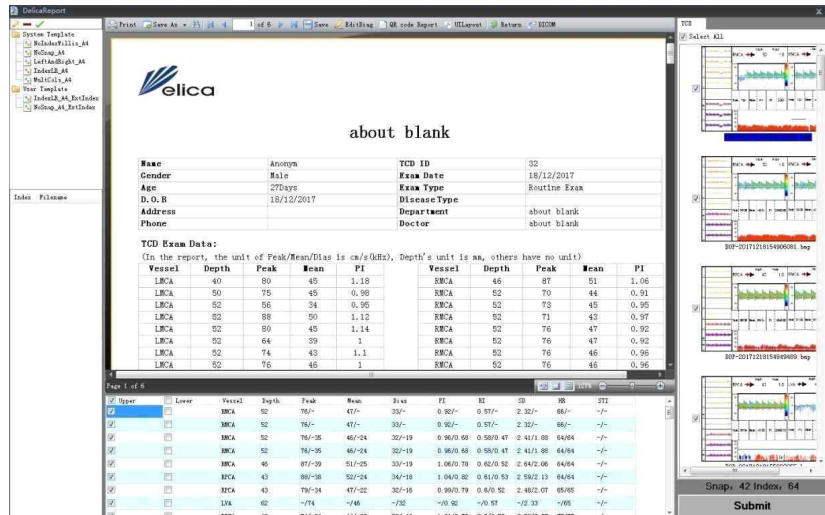 DelicaReport
Print Save As 1 of 6 Save EditDiag QR code Report UILayout Return DICOM
TCD
Select All
System Template
NoIndexWillis_A4
NoSnap_A4
LeftAndRight_A4
IndexLR_A4
MultCols_A4
User Template
IndexLR_A4_ExtIndex
NoSnap_A4_ExtIndex
Index Filename
elica
about blank
Name Anonym TCD ID 32
Gender Male Exam Date 18/12/2017
Age 27Days Exam Type Routine Exam
D.O.B 18/12/2017 DiseaseType
Address Department about blank
Phone Doctor about blank
TCD Exam Data:
(In the report, the unit of Peak/Mean/Dias is cm/s(kHz), Depth's unit is mm, others have no unit)
Vessel Depth Peak Mean PI Vessel Depth Peak Mean PI
LMCA 40 80 45 1.18 RMCA 46 87 51 1.06
LMCA 50 75 45 0.98 RMCA 52 70 44 0.91
LMCA 52 56 34 0.95 RMCA 52 73 45 0.95
LMCA 52 88 50 1.12 RMCA 52 71 43 0.97
LMCA 52 80 45 1.14 RMCA 52 76 47 0.92
LMCA 52 64 39 1 RMCA 52 76 47 0.92
LMCA 52 74 43 1.1 RMCA 52 76 46 0.96
LMCA 52 76 46 1 RMCA 52 76 46 0.96
Page 1 of 6 125%
Upper Lower Vessel Depth Peak Mean Dias PI RI SD HR STI
RMCA 52 76/- 47/- 33/- 0.92/- 0.57/- 2.32/- 66/- -/-
RMCA 52 76/- 47/- 33/- 0.92/- 0.57/- 2.32/- 66/- -/-
RMCA 52 76/-35 46/-24 32/-19 0.96/0.68 0.58/0.47 2.41/1.88 64/64 -/-
RMCA 52 76/-35 46/-24 32/-19 0.96/0.68 0.58/0.47 2.41/1.88 64/64 -/-
RMCA 46 87/-39 51/-25 33/-19 1.06/0.78 0.62/0.52 2.64/2.06 64/64 -/-
RPCA 43 88/-38 52/-24 34/-18 1.04/0.82 0.61/0.53 2.59/2.13 64/64 -/-
RPCA 43 79/-34 47/-22 32/-16 0.99/0.79 0.6/0.52 2.48/2.07 65/65 -/-
LVA 62 -/74 -/46 -/32 -/0.92 -/0.57 -/2.33 -/65 -/-
BUF-20171218154906081.bmp
BUF-20171218154949489.bmp
Snap, 42 Index, 64
Submit